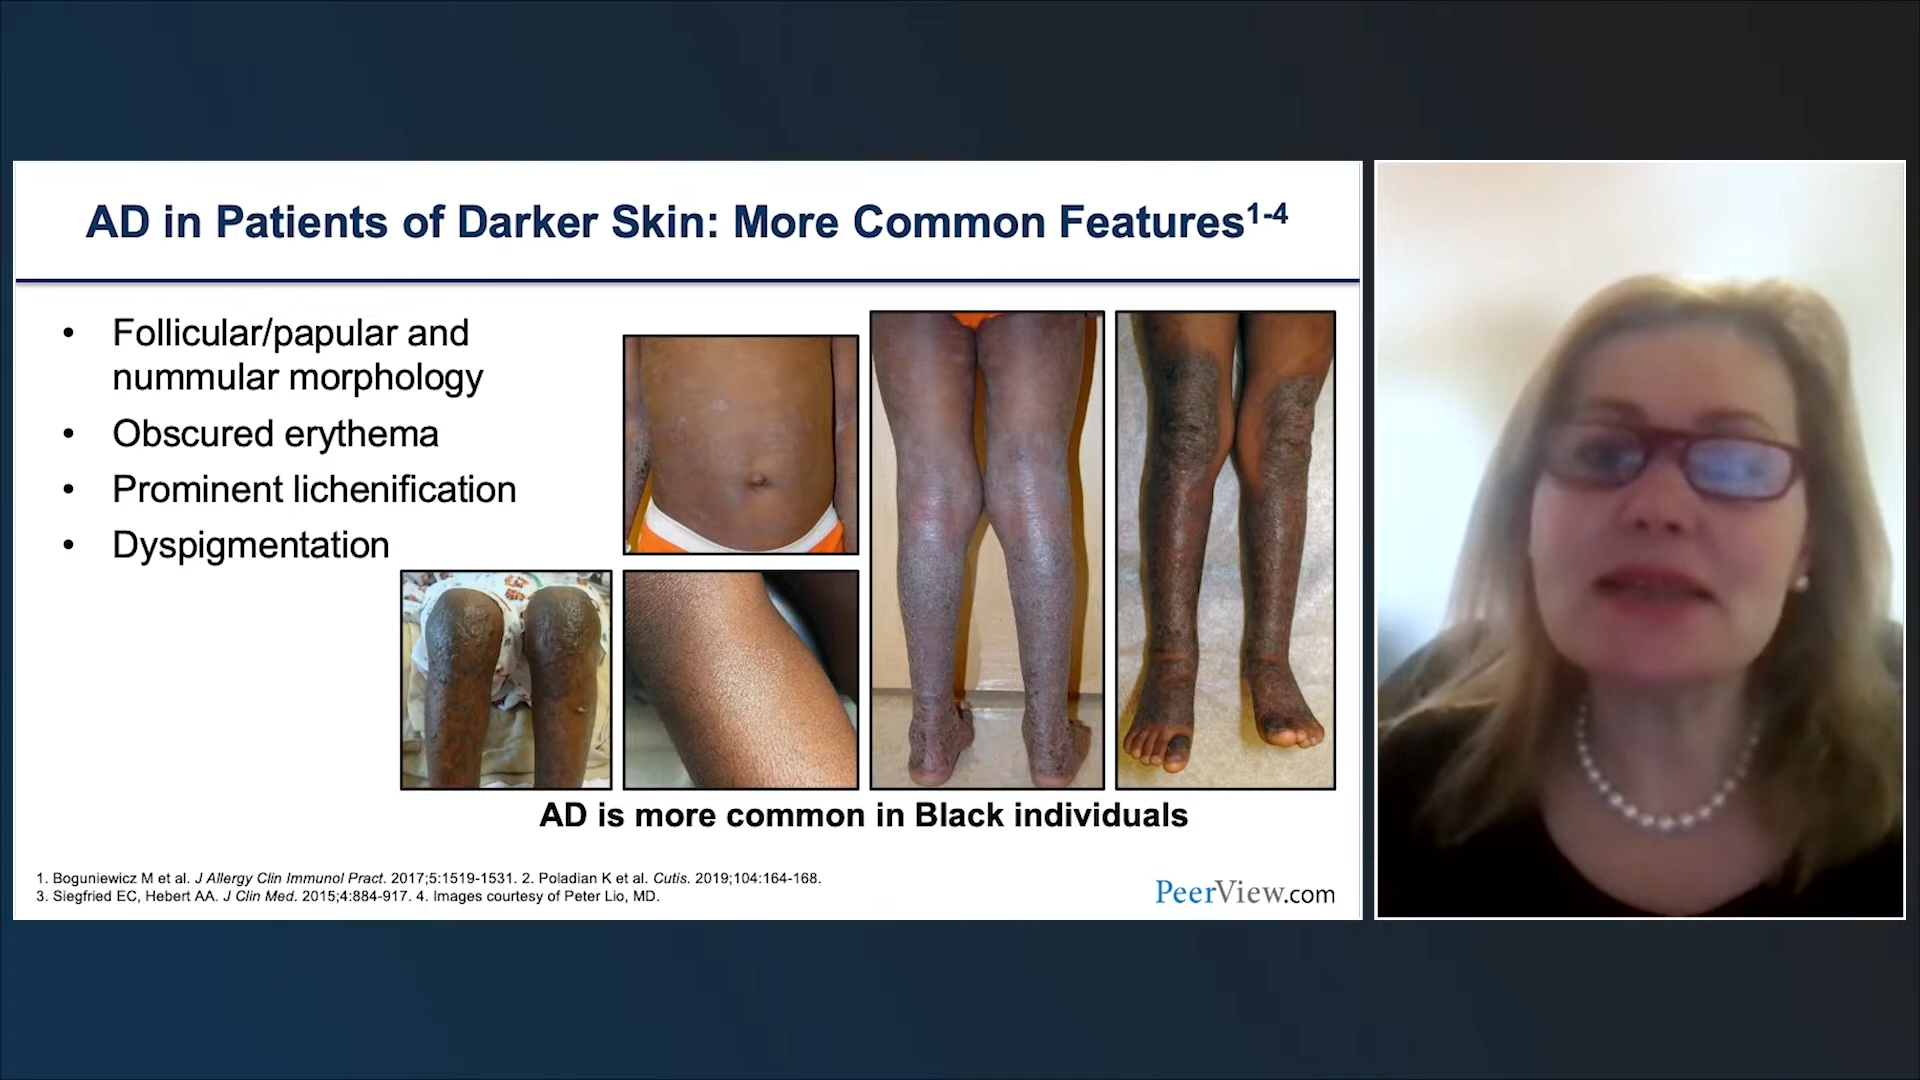 AD in Patients of Darker Skin: More Common Features1-4
• Follicular/papular and
nummular morphology
• Obscured erythema
• Prominent lichenification
• Dyspigmentation
AD is more common in Black individuals
1. Boguniewicz M et al. J Allergy Clin Immunol Pract. 2017;5:1519-1531. 2. Poladian K et al. Cutis. 2019;104:164-168.
3. Siegfried EC, Hebert AA. J Clin Med. 2015;4:884-917. 4. Images courtesy of Peter Lio, MD.
PeerView.com